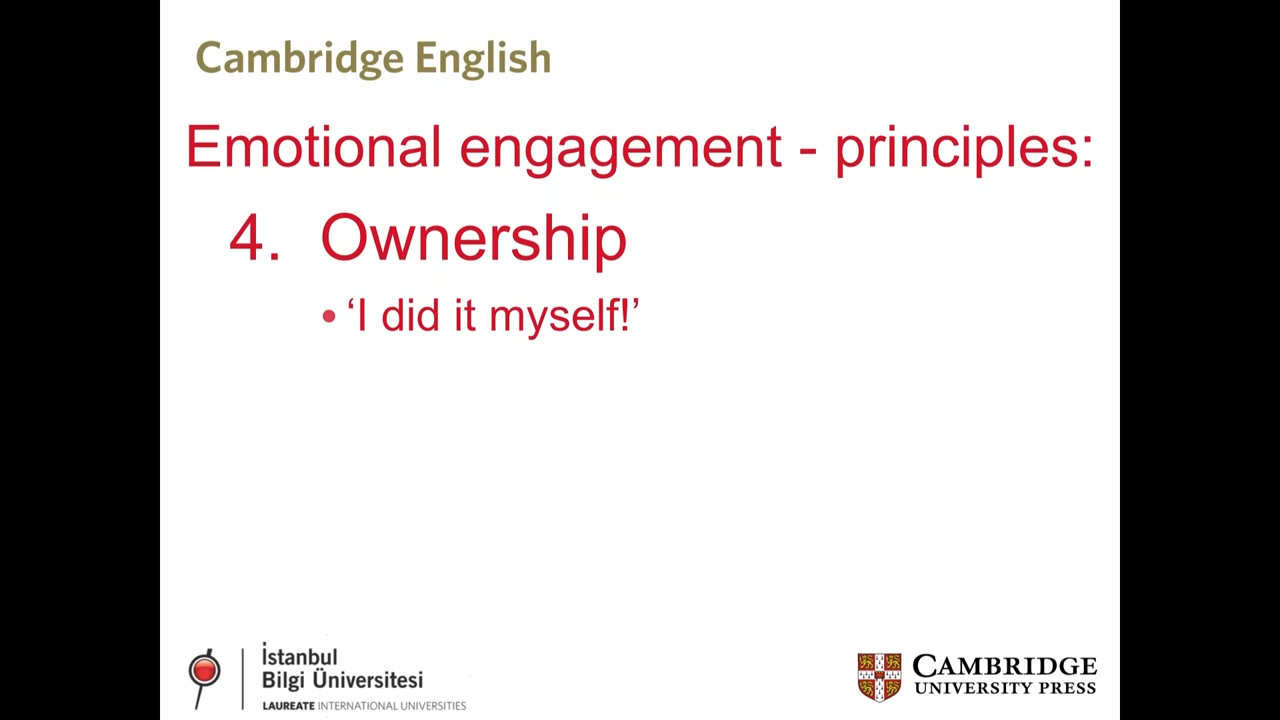 Cambridge English
Emotional engagement - principles:
4. Ownership
• ‘I did it myself!’
İstanbul
Bilgi Üniversitesi
LAUREATE INTERNATIONAL UNIVERSITIES
CAMBRIDGE
UNIVERSITY PRESS